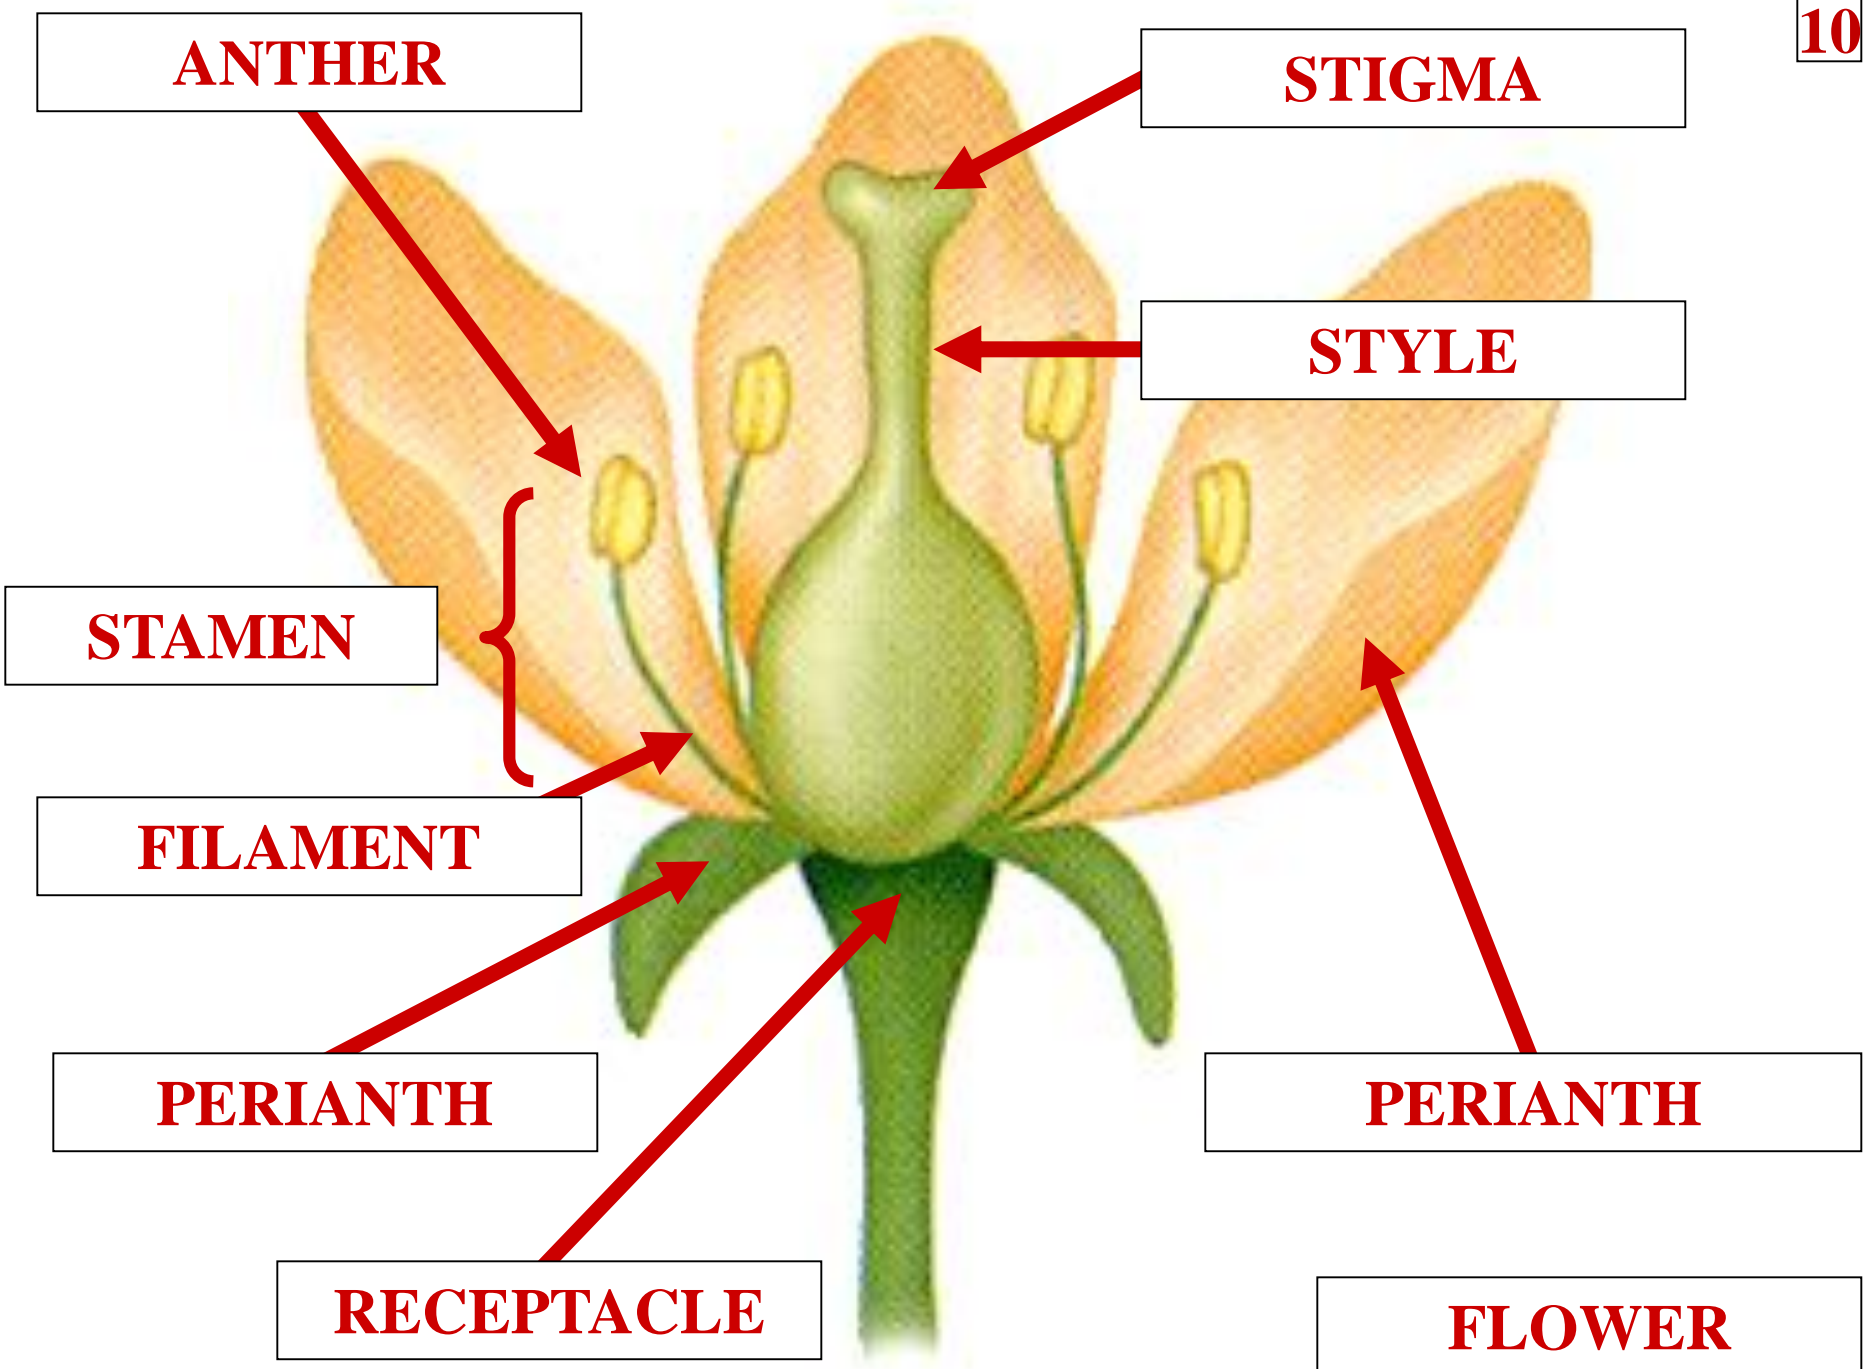 10
ANTHER
STIGMA
STYLE
STAMEN
FILAMENT
PERIANTH
PERIANTH
RECEPTACLE
FLOWER